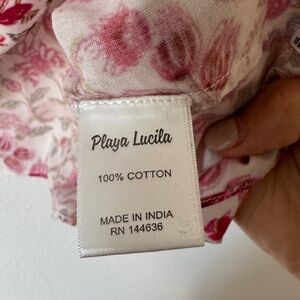 Playa Lucila
100% COTTON
MADE IN INDIA
RN 144636